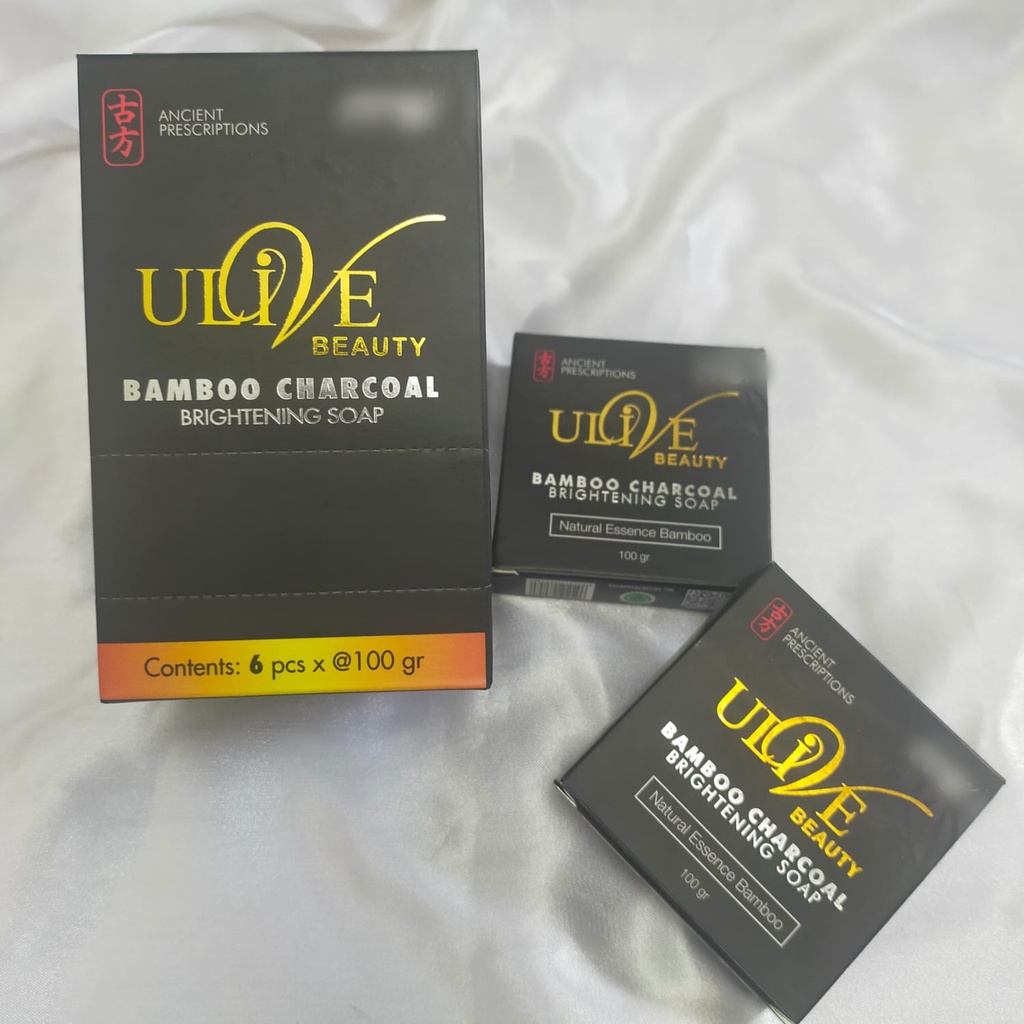 古方
ANCIENT
PRESCRIPTIONS
ULIVE
BEAUTY
BAMBOO CHARCOAL
BRIGHTENING SOAP
Contents: 6 pcs x @100 gr
古方
ANCIENT
PRESCRIPTIONS
ULIVE
BEAUTY
BAMBOO CHARCOAL
BRIGHTENING SOAP
Natural Essence Bamboo
100 gr
古方
ANCIENT
PRESCRIPTIONS
ULIVE
BEAUTY
BAMBOO CHARCOAL
BRIGHTENING SOAP
Natural Essence Bamboo
100 gr